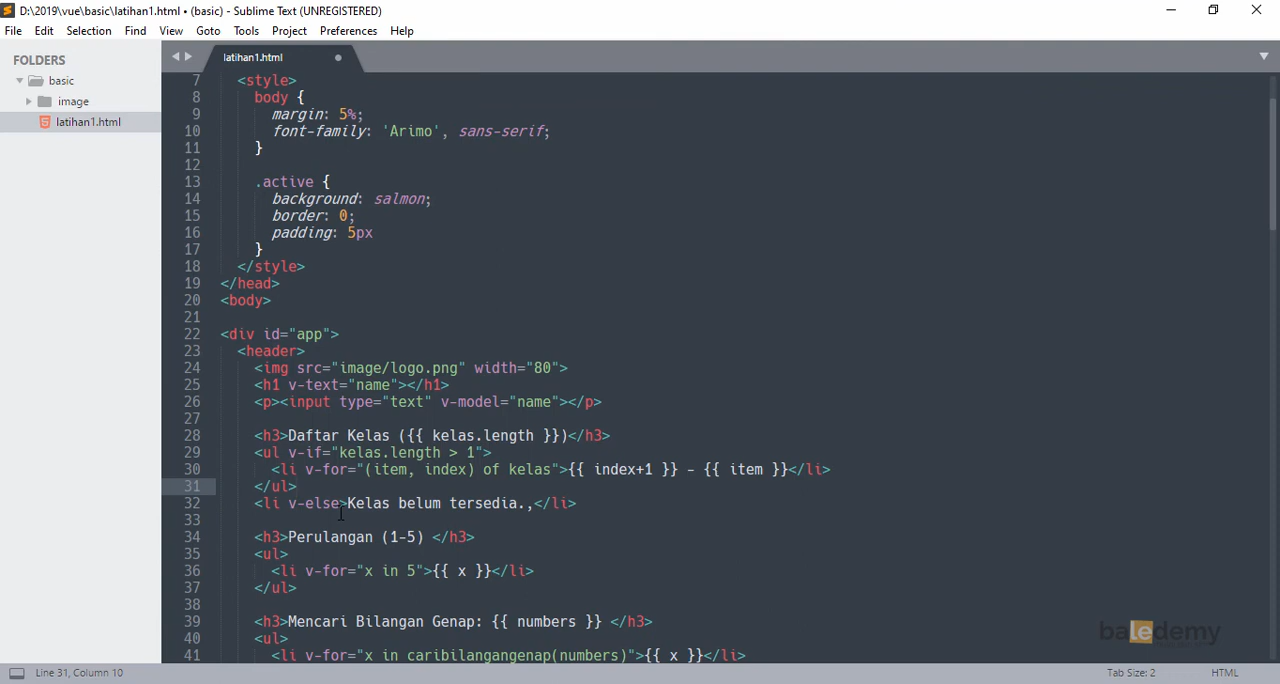 D:\2019\vue\basic\latihan1.html • (basic) - Sublime Text (UNREGISTERED)
File Edit Selection Find View Goto Tools Project Preferences Help
FOLDERS
basic
image
latihan1.html
latihan1.html
7 <style>
8 body {
9 margin: 5%;
10 font-family: 'Arimo', sans-serif;
11 }
12
13 .active {
14 background: salmon;
15 border: 0;
16 padding: 5px
17 }
18 </style>
19 </head>
20 <body>
21
22 <div id="app">
23 <header>
24 <img src="image/logo.png" width="80">
25 <h1 v-text="name"></h1>
26 <p><input type="text" v-model="name"></p>
27
28 <h3>Daftar Kelas ({{ kelas.length }})</h3>
29 <ul v-if="kelas.length > 1">
30 <li v-for="(item, index) of kelas">{{ index+1 }} - {{ item }}</li>
31 </ul>
32 <li v-else>Kelas belum tersedia.,</li>
33
34 <h3>Perulangan (1-5) </h3>
35 <ul>
36 <li v-for="x in 5">{{ x }}</li>
37 </ul>
38
39 <h3>Mencari Bilangan Genap: {{ numbers }} </h3>
40 <ul>
41 <li v-for="x in caribilangangenap(numbers)">{{ x }}</li>
baledemy
Line 31, Column 10
Tab Size: 2
HTML